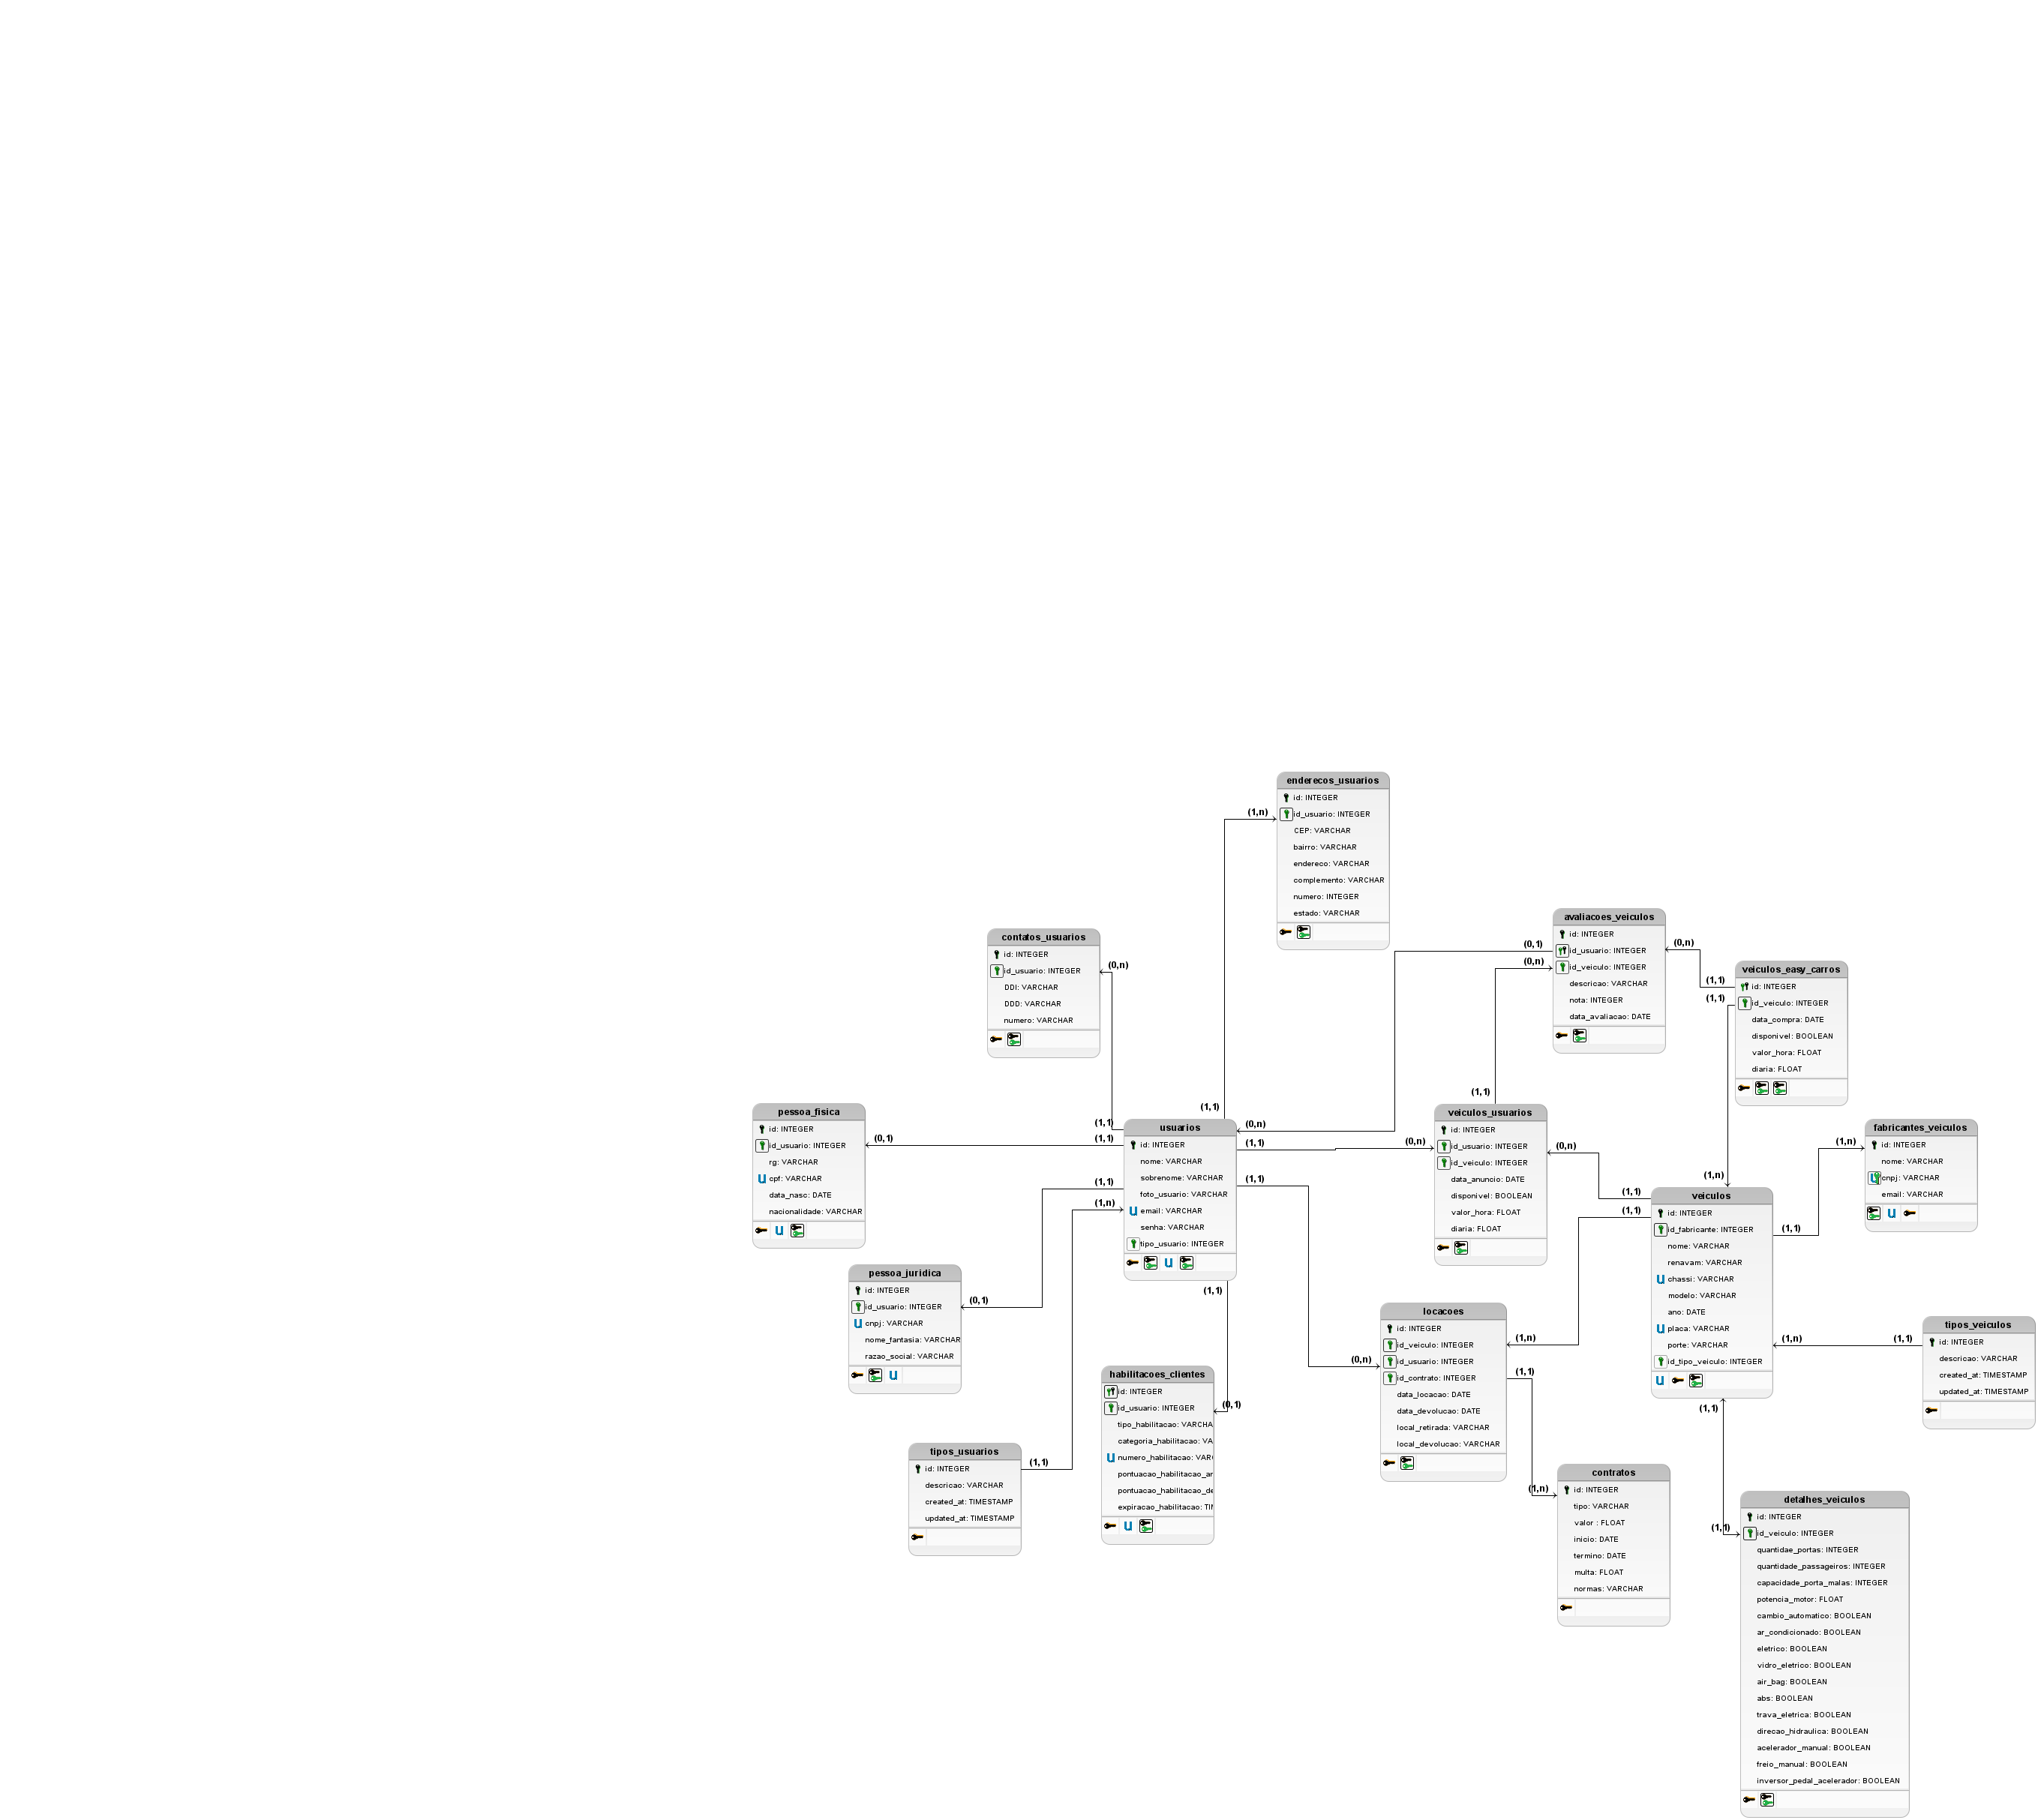 enderecos_usuarios
id: INTEGER
id_usuario: INTEGER
CEP: VARCHAR
bairro: VARCHAR
endereco: VARCHAR
complemento: VARCHAR
numero: INTEGER
estado: VARCHAR
(1,n)
avaliacoes_veiculos
id: INTEGER
id_usuario: INTEGER
id_veiculo: INTEGER
descricao: VARCHAR
nota: INTEGER
data_avaliacao: DATE
(0,1)
(0,n)
(0,n)
contatos_usuarios
id: INTEGER
id_usuario: INTEGER
DDI: VARCHAR
DDD: VARCHAR
numero: VARCHAR
(0,n)
veiculos_easy_carros
id: INTEGER
id_veiculo: INTEGER
data_compra: DATE
disponivel: BOOLEAN
valor_hora: FLOAT
diaria: FLOAT
(1,1)
(1,1)
pessoa_fisica
id: INTEGER
id_usuario: INTEGER
rg: VARCHAR
u cpf: VARCHAR
data_nasc: DATE
nacionalidade: VARCHAR
u
(0,1)
usuarios
id: INTEGER
nome: VARCHAR
sobrenome: VARCHAR
foto_usuario: VARCHAR
u email: VARCHAR
senha: VARCHAR
tipo_usuario: INTEGER
u
(1,1)
(1,1)
(1,1)
(1,1)
(1,n)
(0,n)
(1,1)
(1,1)
(1,1)
veiculos_usuarios
id: INTEGER
id_usuario: INTEGER
id_veiculo: INTEGER
data_anuncio: DATE
disponivel: BOOLEAN
valor_hora: FLOAT
diaria: FLOAT
(1,1)
(0,n)
(0,n)
fabricantes_veiculos
id: INTEGER
nome: VARCHAR
u cnpj: VARCHAR
email: VARCHAR
u
(1,n)
veiculos
id: INTEGER
id_fabricante: INTEGER
nome: VARCHAR
renavam: VARCHAR
u chassi: VARCHAR
modelo: VARCHAR
ano: DATE
u placa: VARCHAR
porte: VARCHAR
id_tipo_veiculo: INTEGER
u
(1,n)
(1,1)
(1,1)
(1,1)
(1,n)
(1,1)
pessoa_juridica
id: INTEGER
id_usuario: INTEGER
u cnpj: VARCHAR
nome_fantasia: VARCHAR
razao_social: VARCHAR
u
(0,1)
locacoes
id: INTEGER
id_veiculo: INTEGER
id_usuario: INTEGER
id_contrato: INTEGER
data_locacao: DATE
data_devolucao: DATE
local_retirada: VARCHAR
local_devolucao: VARCHAR
(0,n)
(1,n)
(1,1)
tipos_veiculos
id: INTEGER
descricao: VARCHAR
created_at: TIMESTAMP
updated_at: TIMESTAMP
(1,1)
habilitacoes_clientes
id: INTEGER
id_usuario: INTEGER
tipo_habilitacao: VARCHA
categoria_habilitacao: VA
u numero_habilitacao: VAR
pontuacao_habilitacao_ar
pontuacao_habilitacao_de
expiracao_habilitacao: TI
u
(0,1)
tipos_usuarios
id: INTEGER
descricao: VARCHAR
created_at: TIMESTAMP
updated_at: TIMESTAMP
(1,1)
contratos
id: INTEGER
tipo: VARCHAR
valor : FLOAT
inicio: DATE
termino: DATE
multa: FLOAT
normas: VARCHAR
(1,n)
detalhes_veiculos
id: INTEGER
id_veiculo: INTEGER
quantidae_portas: INTEGER
quantidade_passageiros: INTEGER
capacidade_porta_malas: INTEGER
potencia_motor: FLOAT
cambio_automatico: BOOLEAN
ar_condicionado: BOOLEAN
eletrico: BOOLEAN
vidro_eletrico: BOOLEAN
air_bag: BOOLEAN
abs: BOOLEAN
trava_eletrica: BOOLEAN
direcao_hidraulica: BOOLEAN
acelerador_manual: BOOLEAN
freio_manual: BOOLEAN
inversor_pedal_acelerador: BOOLEAN
(1,1)